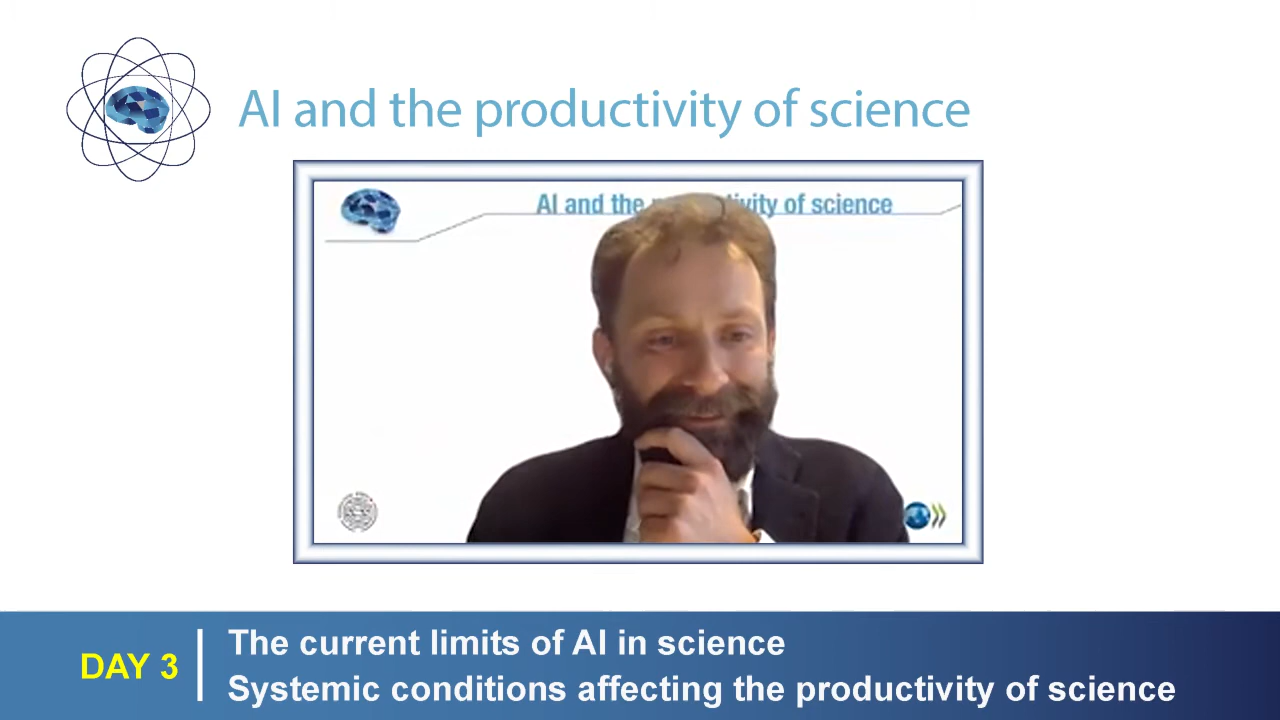 AI and the productivity of science
AI and the tivity of science
DAY 3
The current limits of AI in science
Systemic conditions affecting the productivity of science